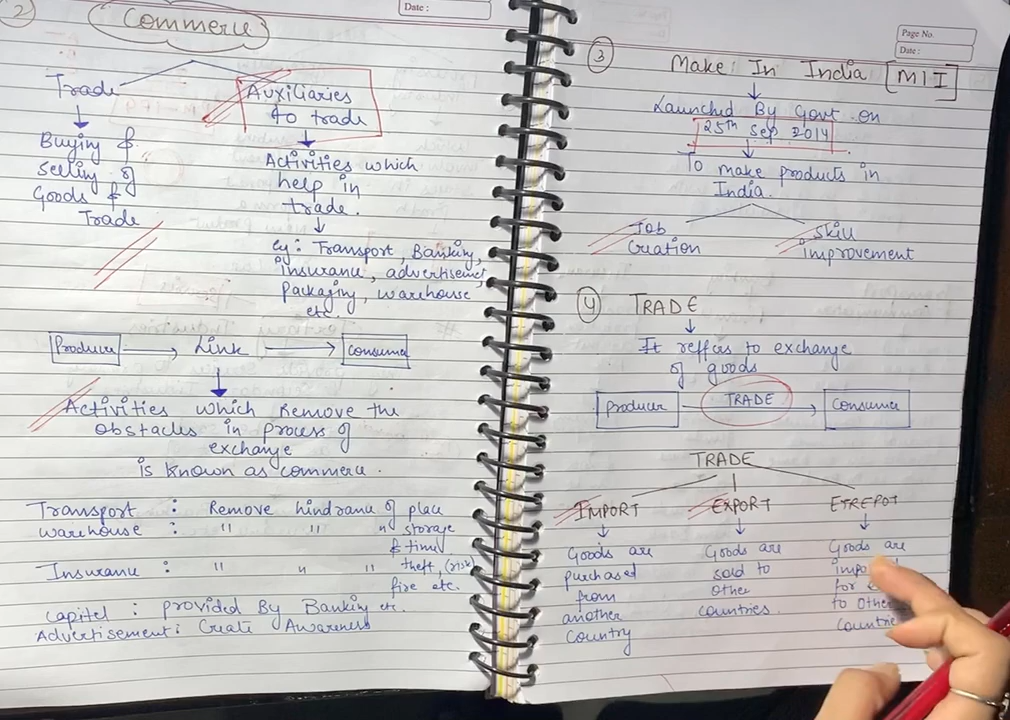 2
Commerce
Date :
Trade
Auxiliaries
to trade
Buying &
Selling of
Goods &
Trade
Activities which
help in
trade.
eg: Transport, Banking,
insurance, advertisement
packaging, warehouse
etc.
Producer
Link
Consumer
Activities which remove the
obstacles in process of
exchange
is known as commerce.
Transport : Remove hindrance of place
warehouse : " " " storage
& time
Insurance : " " " theft, (risk)
fire etc.
capital : provided By Banking etc.
Advertisement: Create Awareness
Page No.
Date :
3
Make In India [MII]
Launched By Govt on
25th Sep 2014
To make products in
India.
Job
Creation
Skill
improvement
4
TRADE
It reffers to exchange
of goods
Producer
TRADE
Consumer
TRADE
IMPORT
EXPORT
ETREPOT
Goods are
purchased
from
another
country
Goods are
sold to
other
countries.
Goods are
for
to other